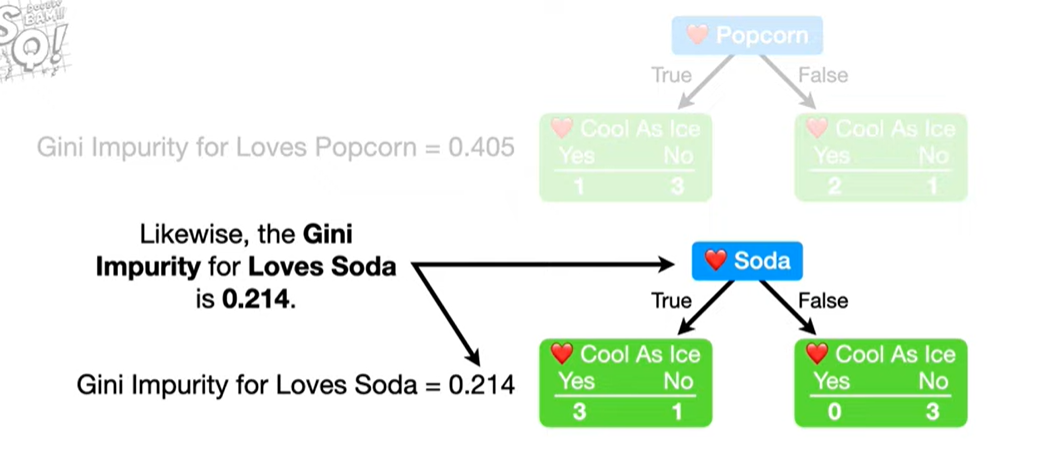 BAM!!
Q!
❤️ Popcorn
True False
Gini Impurity for Loves Popcorn = 0.405
❤️ Cool As Ice
Yes No
1 3
❤️ Cool As Ice
Yes No
2 1
Likewise, the Gini
Impurity for Loves Soda
is 0.214.
❤️ Soda
True False
Gini Impurity for Loves Soda = 0.214
❤️ Cool As Ice
Yes No
3 1
❤️ Cool As Ice
Yes No
0 3